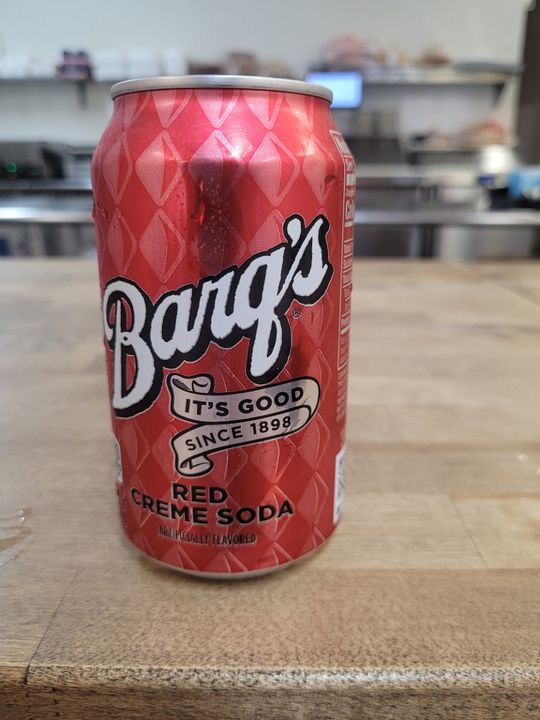 Barq's®
IT'S GOOD
SINCE 1898
RED
CREME SODA
ARTIFICIALLY FLAVORED